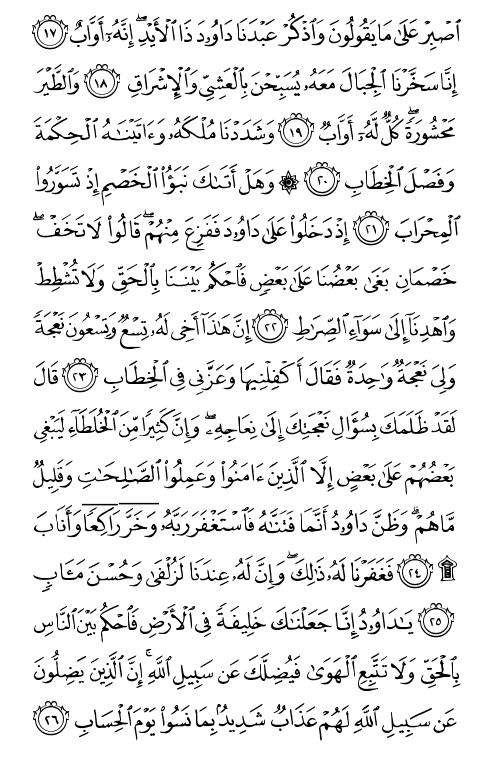 ٱصۡبِرۡ عَلَىٰ مَا يَقُولُونَ وَٱذۡكُرۡ عَبۡدَنَا دَاوُۥدَ ذَا ٱلۡأَيۡدِۖ إِنَّهُۥٓ أَوَّابٌ ١٧
إِنَّا سَخَّرۡنَا ٱلۡجِبَالَ مَعَهُۥ يُسَبِّحۡنَ بِٱلۡعَشِيِّ وَٱلۡإِشۡرَاقِ ١٨ وَٱلطَّيۡرَ
مَحۡشُورَةٗۖ كُلّٞ لَّهُۥٓ أَوَّابٞ ١٩ وَشَدَدۡنَا مُلۡكَهُۥ وَءَاتَيۡنَٰهُ ٱلۡحِكۡمَةَ
وَفَصۡلَ ٱلۡخِطَابِ ٢٠ ۞ وَهَلۡ أَتَىٰكَ نَبَؤُاْ ٱلۡخَصۡمِ إِذۡ تَسَوَّرُواْ
ٱلۡمِحۡرَابَ ٢١ إِذۡ دَخَلُواْ عَلَىٰ دَاوُۥدَ فَفَزِعَ مِنۡهُمۡۖ قَالُواْ لَا تَخَفۡۖ
خَصۡمَانِ بَغَىٰ بَعۡضُنَا عَلَىٰ بَعۡضٖ فَٱحۡكُم بَيۡنَنَا بِٱلۡحَقِّ وَلَا تُشۡطِطۡ
وَٱهۡدِنَآ إِلَىٰ سَوَآءِ ٱلصِّرَٰطِ ٢٢ إِنَّ هَٰذَآ أَخِي لَهُۥ تِسۡعٞ وَتِسۡعُونَ نَعۡجَةٗ
وَلِيَ نَعۡجَةٞ وَٰحِدَةٞ فَقَالَ أَكۡفِلۡنِيهَا وَعَزَّنِي فِي ٱلۡخِطَابِ ٢٣ قَالَ
لَقَدۡ ظَلَمَكَ بِسُؤَالِ نَعۡجَتِكَ إِلَىٰ نِعَاجِهِۦۖ وَإِنَّ كَثِيرٗا مِّنَ ٱلۡخُلَطَآءِ لَيَبۡغِي
بَعۡضُهُمۡ عَلَىٰ بَعۡضٍ إِلَّا ٱلَّذِينَ ءَامَنُواْ وَعَمِلُواْ ٱلصَّٰلِحَٰتِ وَقَلِيلٞ
مَّا هُمۡۗ وَظَنَّ دَاوُۥدُ أَنَّمَا فَتَنَّٰهُ فَٱسۡتَغۡفَرَ رَبَّهُۥ وَخَرَّۤ رَاكِعٗاۤ وَأَنَابَ
۩ ٢٤ فَغَفَرۡنَا لَهُۥ ذَٰلِكَۖ وَإِنَّ لَهُۥ عِندَنَا لَزُلۡفَىٰ وَحُسۡنَ مَـَٔابٖ
٢٥ يَٰدَاوُۥدُ إِنَّا جَعَلۡنَٰكَ خَلِيفَةٗ فِي ٱلۡأَرۡضِ فَٱحۡكُم بَيۡنَ ٱلنَّاسِ
بِٱلۡحَقِّ وَلَا تَتَّبِعِ ٱلۡهَوَىٰ فَيُضِلَّكَ عَن سَبِيلِ ٱللَّهِۚ إِنَّ ٱلَّذِينَ يَضِلُّونَ
عَن سَبِيلِ ٱللَّهِ لَهُمۡ عَذَابٞ شَدِيدُۢ بِمَا نَسُواْ يَوۡمَ ٱلۡحِسَابِ ٢٦